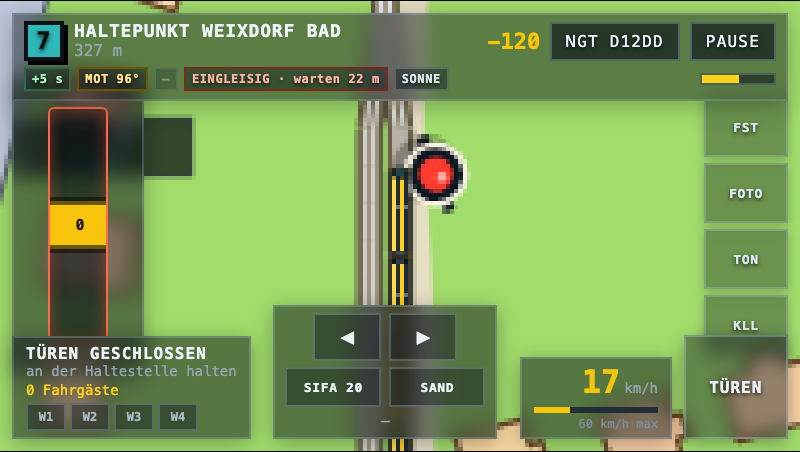 7
HALTEPUNKT WEIXDORF BAD
327 m
−120
NGT D12DD
PAUSE
+5 s
MOT 96°
—
EINGLEISIG · warten 22 m
SONNE
FST
FOTO
TON
KLL
0
TÜREN GESCHLOSSEN
an der Haltestelle halten
0 Fahrgäste
W1
W2
W3
W4
◀
▶
SIFA 20
SAND
—
17 km/h
60 km/h max
TÜREN